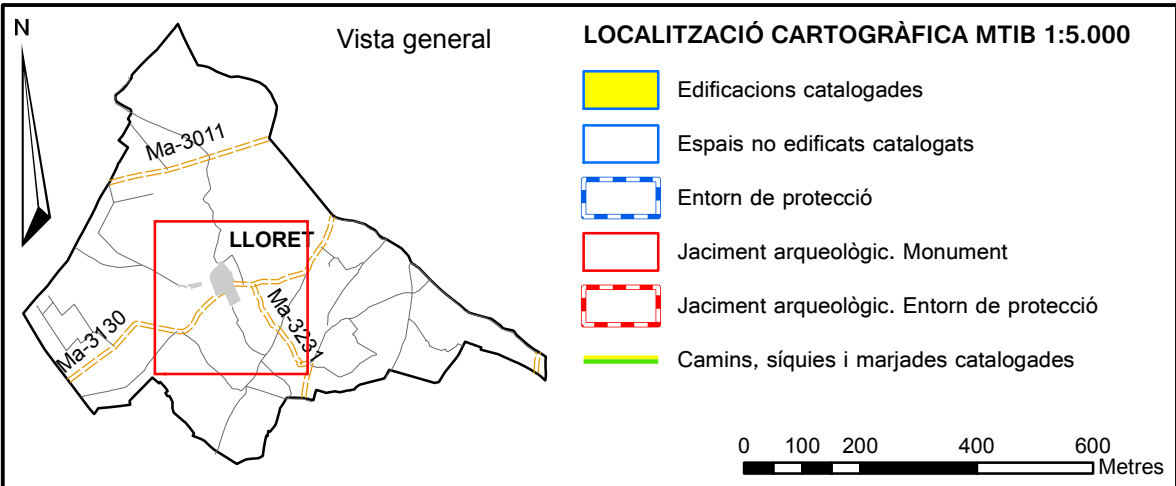 N
Vista general
Ma-3011
LLORET
Ma-3130
Ma-3231
LOCALITZACIÓ CARTOGRÀFICA MTIB 1:5.000
Edificacions catalogades
Espais no edificats catalogats
Entorn de protecció
Jaciment arqueològic. Monument
Jaciment arqueològic. Entorn de protecció
Camins, síquies i marjades catalogades
0 100 200 400 600
Metres